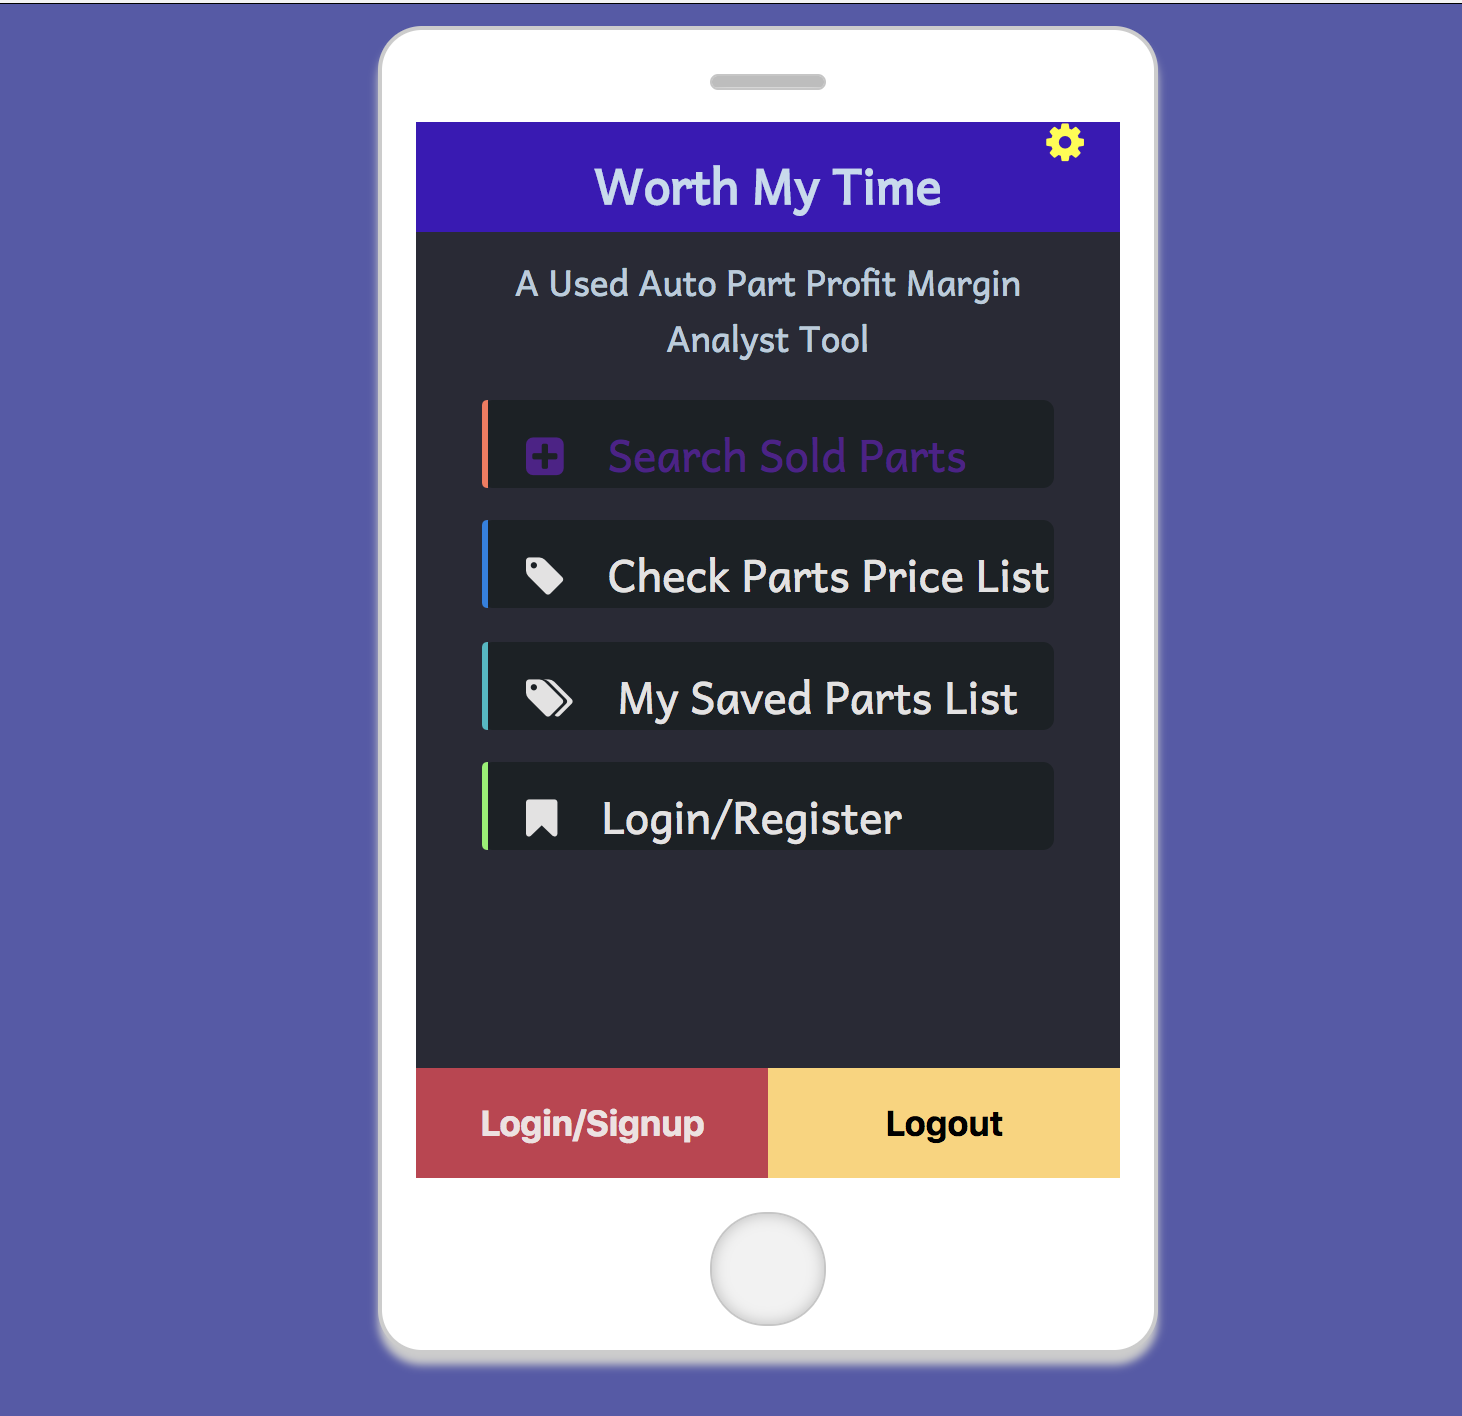 Worth My Time
A Used Auto Part Profit Margin
Analyst Tool
Search Sold Parts
Check Parts Price List
My Saved Parts List
Login/Register
Login/Signup
Logout